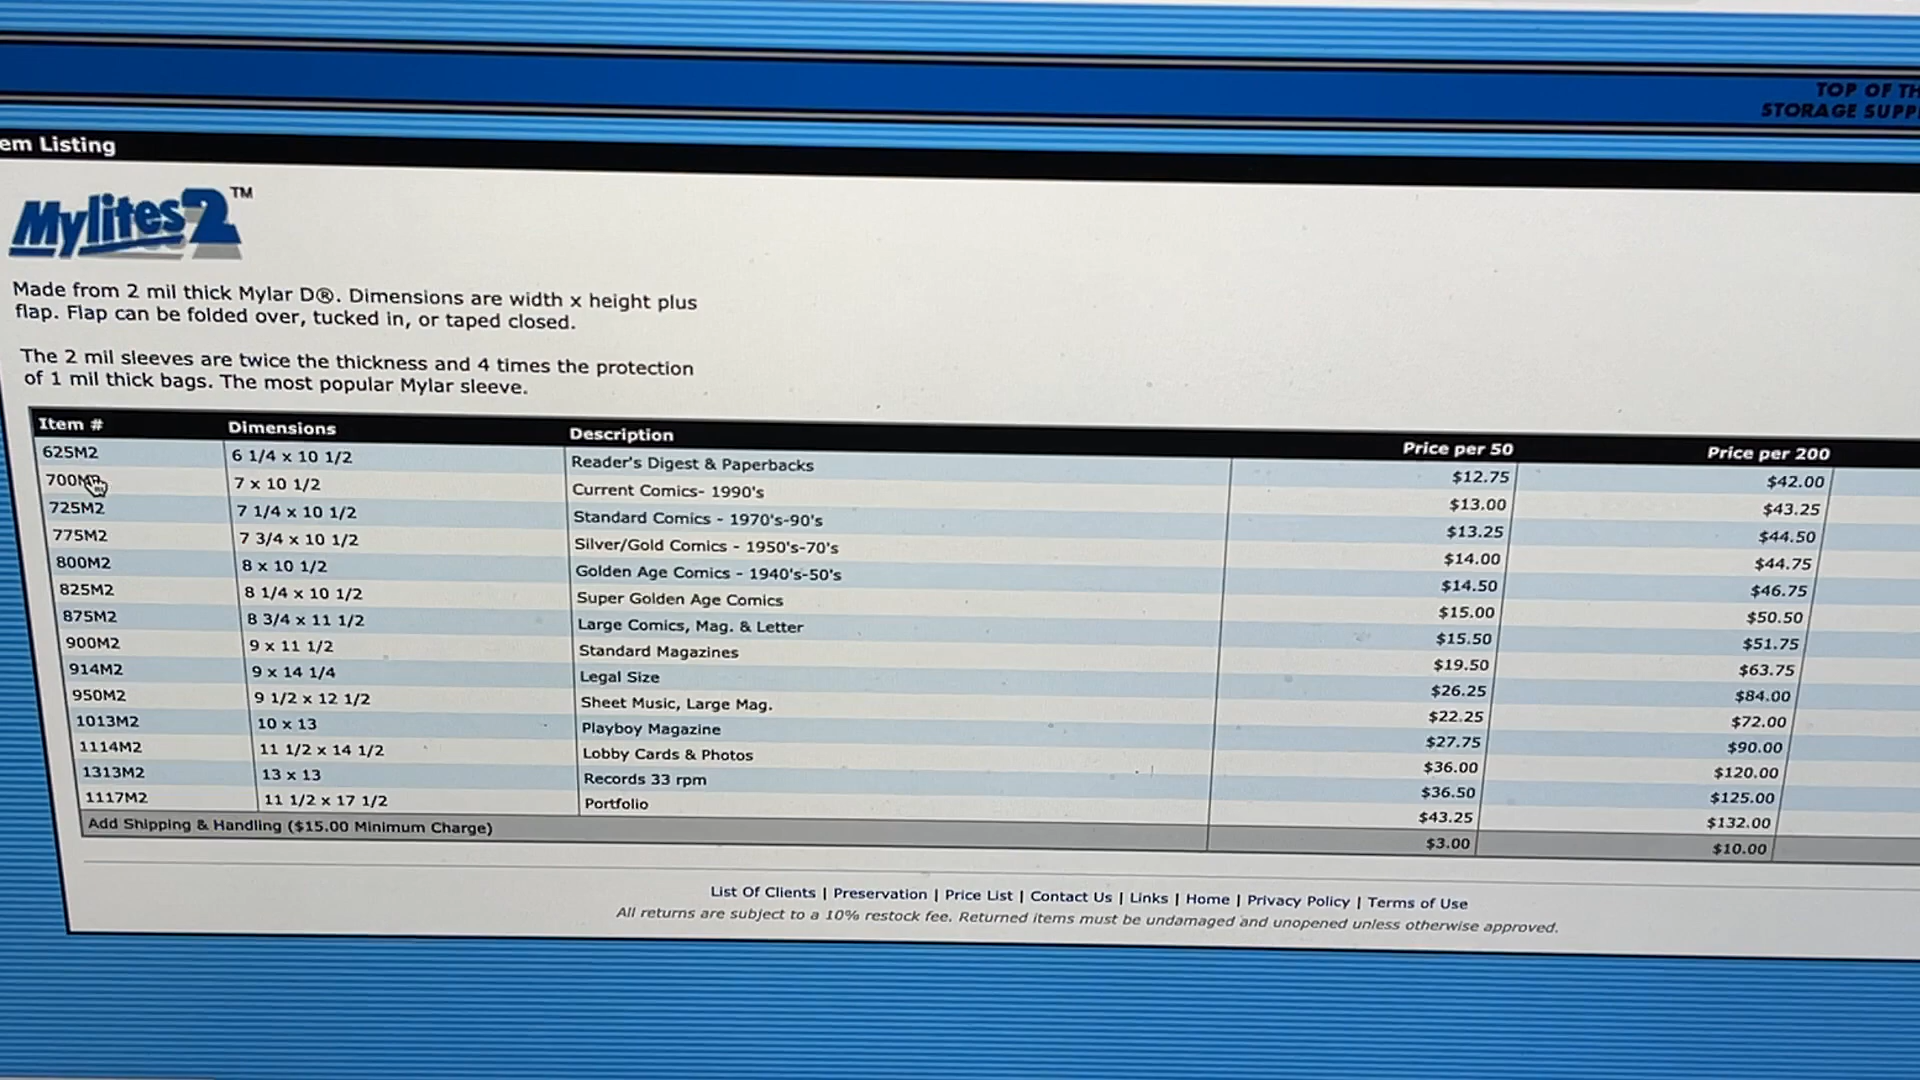 TOP OF TH
STORAGE SUPP
em Listing
Mylites2™
Made from 2 mil thick Mylar D®. Dimensions are width x height plus
flap. Flap can be folded over, tucked in, or taped closed.
The 2 mil sleeves are twice the thickness and 4 times the protection
of 1 mil thick bags. The most popular Mylar sleeve.
Item # Dimensions Description Price per 50 Price per 200
625M2 6 1/4 x 10 1/2 Reader's Digest & Paperbacks $12.75 $42.00
700M2 7 x 10 1/2 Current Comics- 1990's $13.00 $43.25
725M2 7 1/4 x 10 1/2 Standard Comics - 1970's-90's $13.25 $44.50
775M2 7 3/4 x 10 1/2 Silver/Gold Comics - 1950's-70's $14.00 $44.75
800M2 8 x 10 1/2 Golden Age Comics - 1940's-50's $14.50 $46.75
825M2 8 1/4 x 10 1/2 Super Golden Age Comics $15.00 $50.50
875M2 8 3/4 x 11 1/2 Large Comics, Mag. & Letter $15.50 $51.75
900M2 9 x 11 1/2 Standard Magazines $19.50 $63.75
914M2 9 x 14 1/4 Legal Size $26.25 $84.00
950M2 9 1/2 x 12 1/2 Sheet Music, Large Mag. $22.25 $72.00
1013M2 10 x 13 Playboy Magazine $27.75 $90.00
1114M2 11 1/2 x 14 1/2 Lobby Cards & Photos $36.00 $120.00
1313M2 13 x 13 Records 33 rpm $36.50 $125.00
1117M2 11 1/2 x 17 1/2 Portfolio $43.25 $132.00
Add Shipping & Handling ($15.00 Minimum Charge) $3.00 $10.00
List Of Clients | Preservation | Price List | Contact Us | Links | Home | Privacy Policy | Terms of Use
All returns are subject to a 10% restock fee. Returned items must be undamaged and unopened unless otherwise approved.